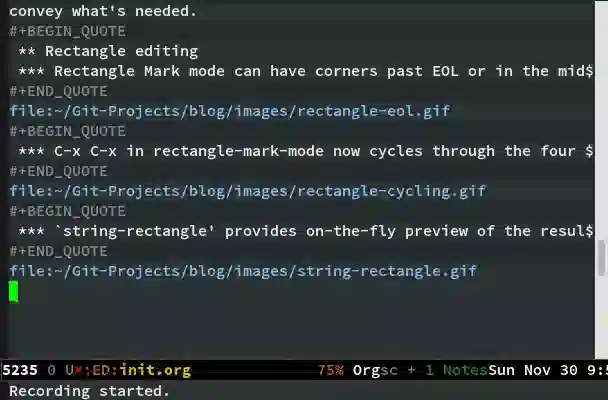 convey what's needed.
#+BEGIN_QUOTE
** Rectangle editing
*** Rectangle Mark mode can have corners past EOL or in the mid$
#+END_QUOTE
file:~/Git-Projects/blog/images/rectangle-eol.gif
#+BEGIN_QUOTE
*** C-x C-x in rectangle-mark-mode now cycles through the four $
#+END_QUOTE
file:~/Git-Projects/blog/images/rectangle-cycling.gif
#+BEGIN_QUOTE
*** `string-rectangle' provides on-the-fly preview of the resul$
#+END_QUOTE
file:~/Git-Projects/blog/images/string-rectangle.gif
5235 0 U✶;ED:init.org 75% Orgsc + 1 NotesSun Nov 30 9:5
Recording started.